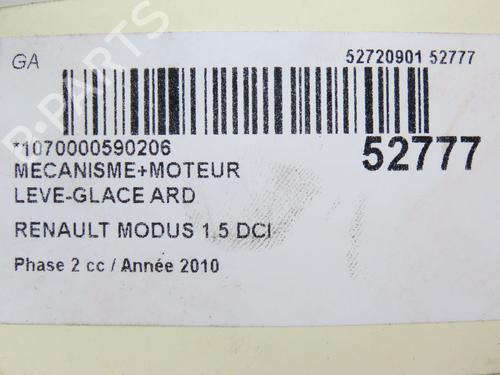 GA
52720901 52777
*1070000590206
52777
MECANISME+MOTEUR
LEVE-GLACE ARD
RENAULT MODUS 1.5 DCI
Phase 2 cc / Année 2010
B-PARTS